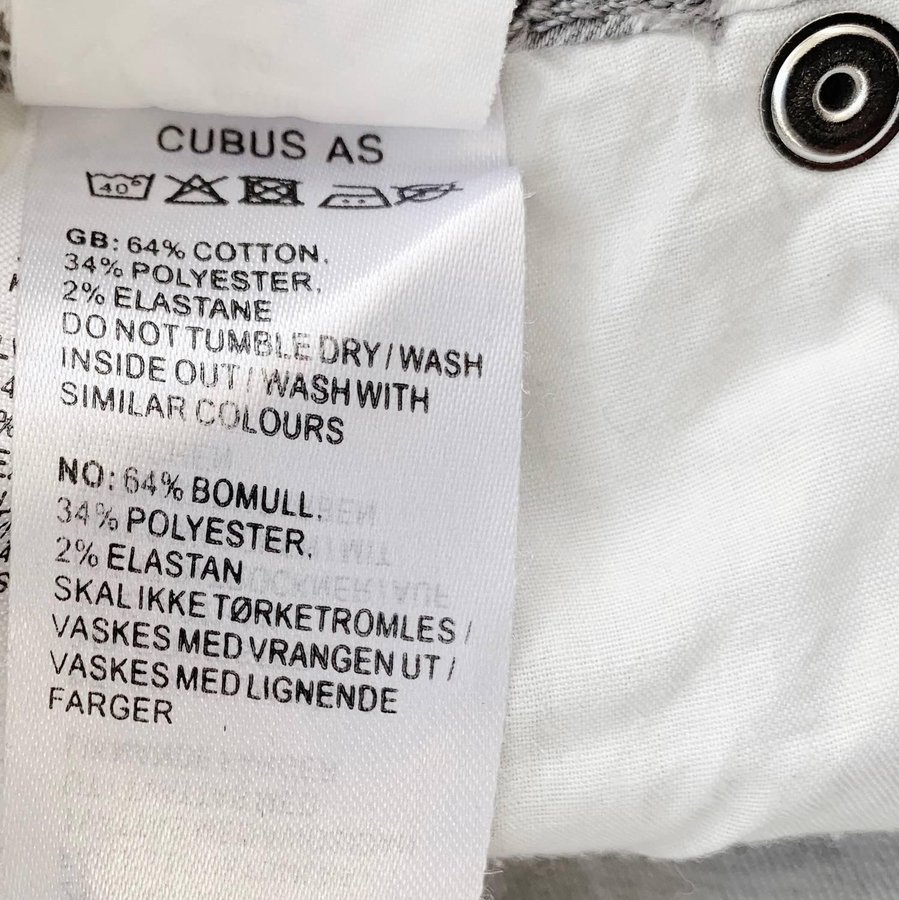 CUBUS AS
40°
GB: 64% COTTON,
34% POLYESTER,
2% ELASTANE
DO NOT TUMBLE DRY / WASH
INSIDE OUT / WASH WITH
SIMILAR COLOURS
NO: 64% BOMULL,
34% POLYESTER,
2% ELASTAN
SKAL IKKE TØRKETROMLES /
VASKES MED VRANGEN UT /
VASKES MED LIGNENDE
FARGER